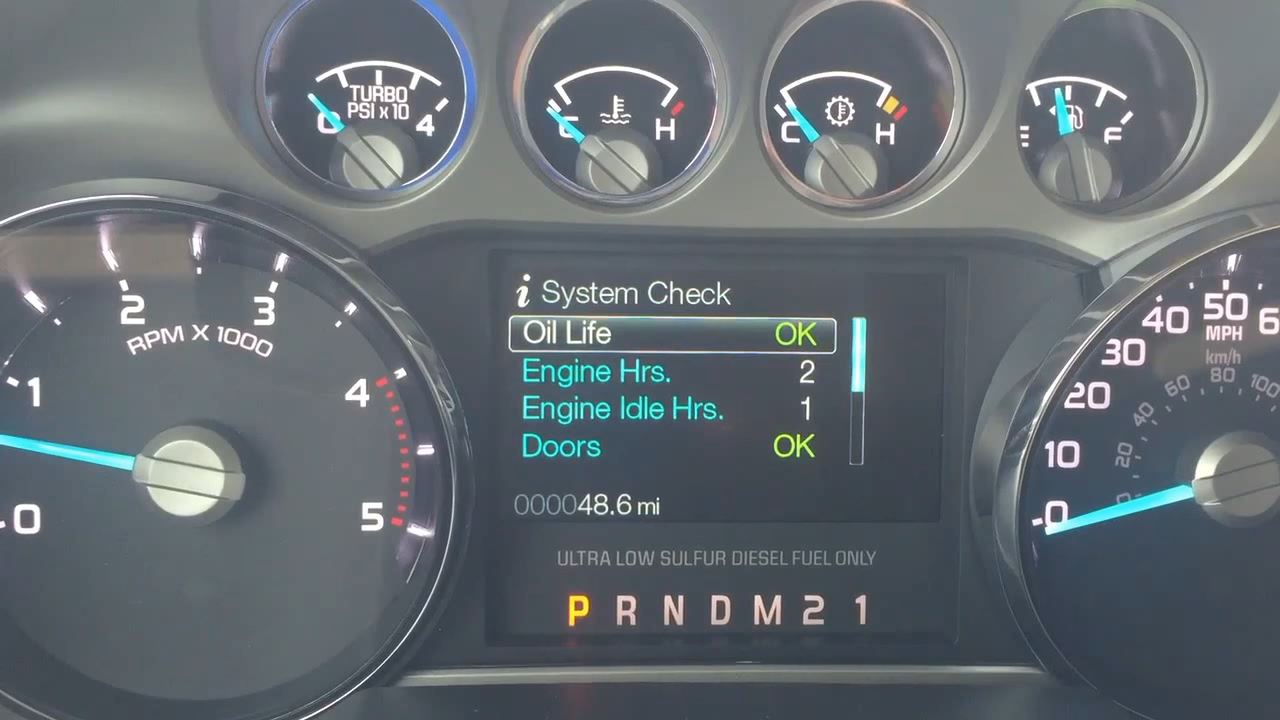 TURBO
PSI x 10
0 4
C H
C H
E F
1 2 3 4 5 0
RPM X 1000
i System Check
Oil Life OK
Engine Hrs. 2
Engine Idle Hrs. 1
Doors OK
000048.6 mi
ULTRA LOW SULFUR DIESEL FUEL ONLY
P R N D M 2 1
0 10 20 30 40 50 6
MPH
km/h
0 20 40 60 80 100